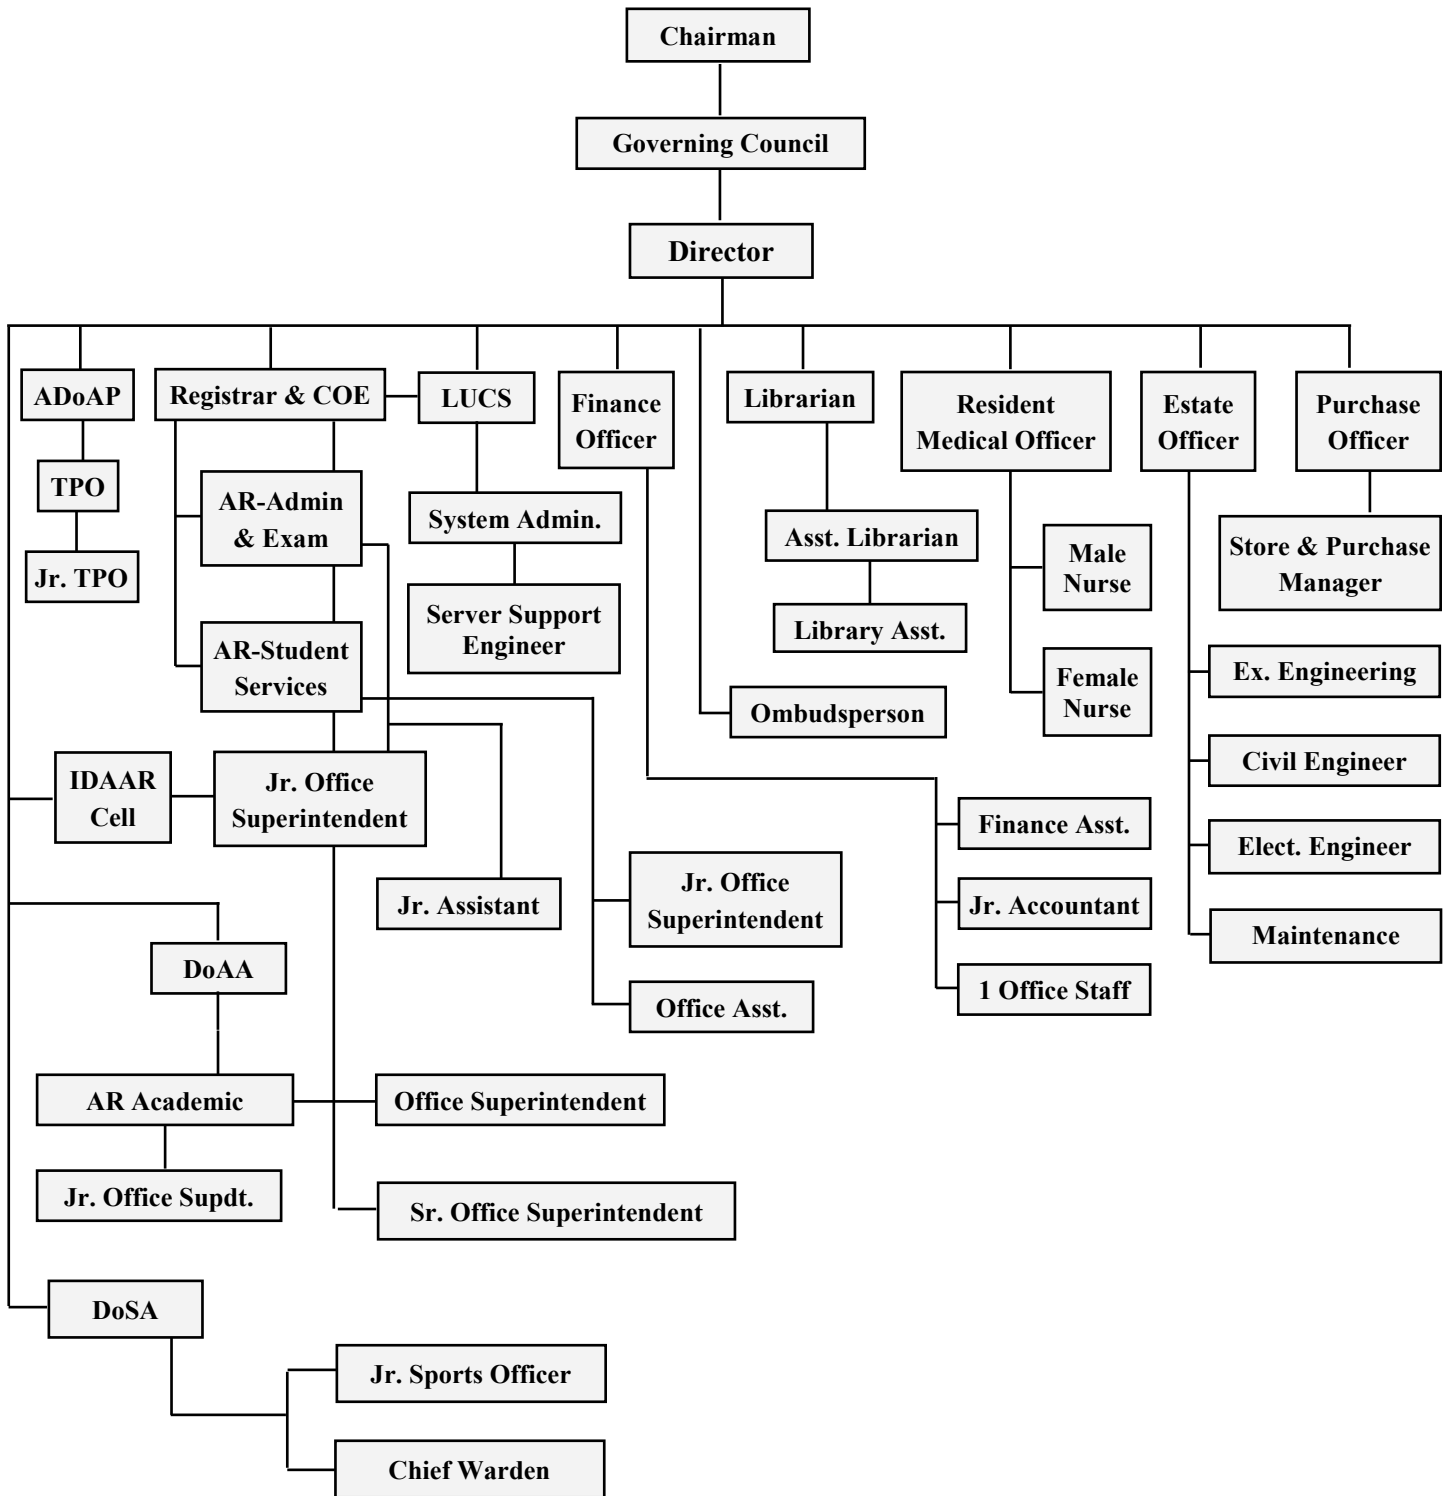 Chairman
Governing Council
Director
ADoAP
Registrar & COE
LUCS
Finance
Officer
Librarian
Resident
Medical Officer
Estate
Officer
Purchase
Officer
TPO
AR-Admin
& Exam
System Admin.
Asst. Librarian
Male
Nurse
Store & Purchase
Manager
Jr. TPO
Server Support
Engineer
Library Asst.
AR-Student
Services
Female
Nurse
Ex. Engineering
Ombudsperson
IDAAR
Cell
Jr. Office
Superintendent
Civil Engineer
Finance Asst.
Elect. Engineer
Jr. Assistant
Jr. Office
Superintendent
Jr. Accountant
Maintenance
DoAA
Office Asst.
1 Office Staff
AR Academic
Office Superintendent
Jr. Office Supdt.
Sr. Office Superintendent
DoSA
Jr. Sports Officer
Chief Warden